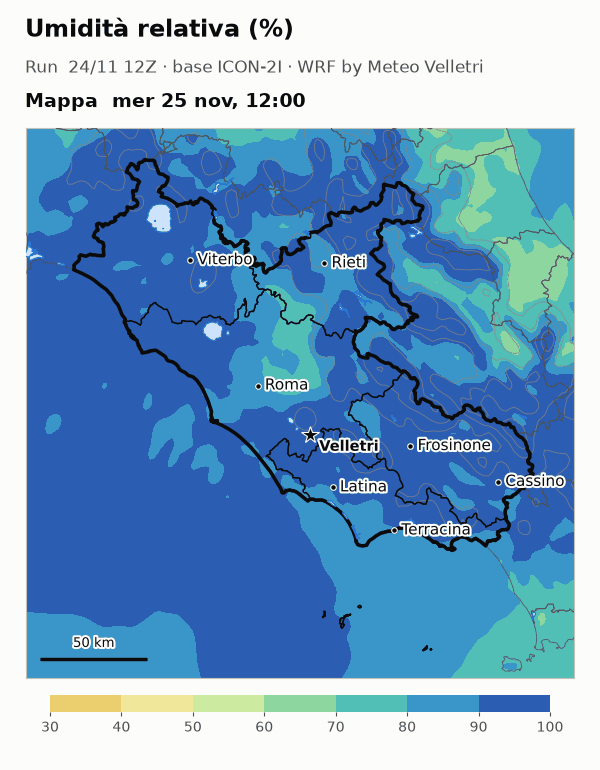 Umidità relativa (%)
Run 24/11 12Z · base ICON-2I · WRF by Meteo Velletri
Mappa mer 25 nov, 12:00
Viterbo
Rieti
Roma
Velletri
Frosinone
Cassino
Latina
Terracina
50 km
30 40 50 60 70 80 90 100